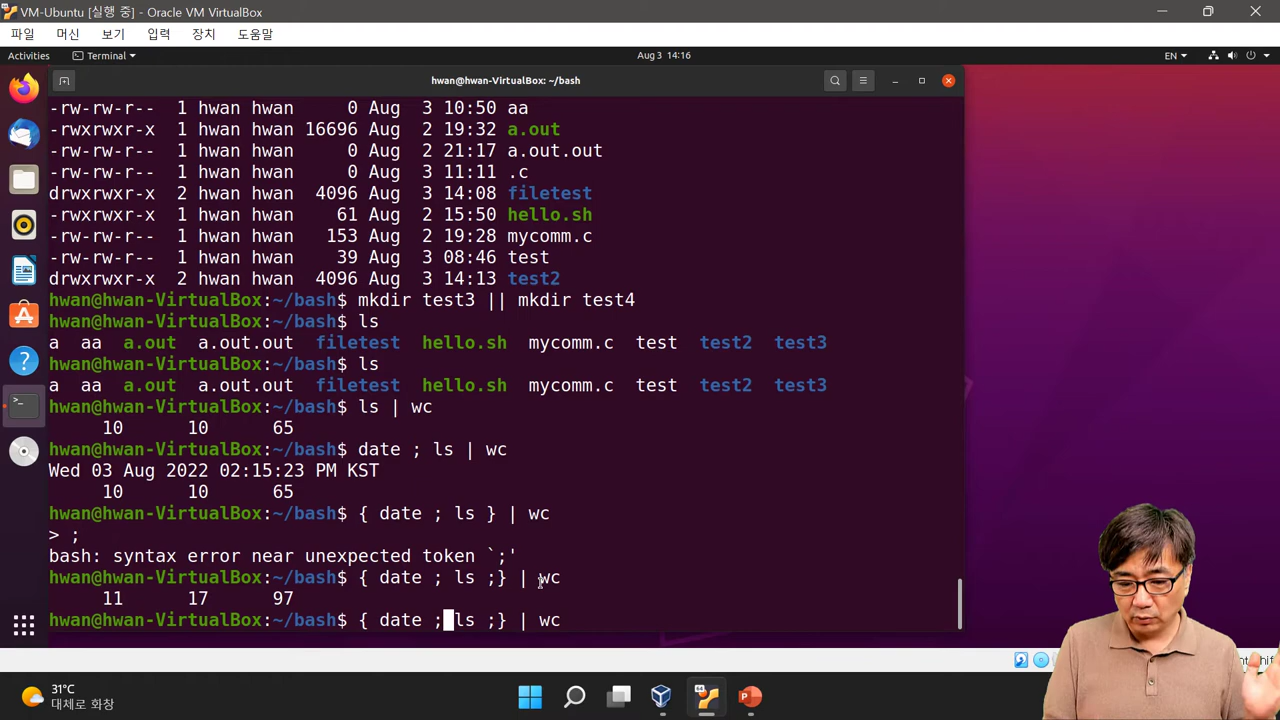 VM-Ubuntu [실행 중] - Oracle VM VirtualBox
파일 머신 보기 입력 장치 도움말
Activities Terminal Aug 3 14:16 EN
hwan@hwan-VirtualBox: ~/bash
-rw-rw-r-- 1 hwan hwan 0 Aug 3 10:50 aa
-rwxrwxr-x 1 hwan hwan 16696 Aug 2 19:32 a.out
-rw-rw-r-- 1 hwan hwan 0 Aug 2 21:17 a.out.out
-rw-rw-r-- 1 hwan hwan 0 Aug 3 11:11 .c
drwxrwxr-x 2 hwan hwan 4096 Aug 3 14:08 filetest
-rwxrwxr-x 1 hwan hwan 61 Aug 2 15:50 hello.sh
-rw-rw-r-- 1 hwan hwan 153 Aug 2 19:28 mycomm.c
-rw-rw-r-- 1 hwan hwan 39 Aug 3 08:46 test
drwxrwxr-x 2 hwan hwan 4096 Aug 3 14:13 test2
hwan@hwan-VirtualBox:~/bash$ mkdir test3 || mkdir test4
hwan@hwan-VirtualBox:~/bash$ ls
a aa a.out a.out.out filetest hello.sh mycomm.c test test2 test3
hwan@hwan-VirtualBox:~/bash$ ls
a aa a.out a.out.out filetest hello.sh mycomm.c test test2 test3
hwan@hwan-VirtualBox:~/bash$ ls | wc
10 10 65
hwan@hwan-VirtualBox:~/bash$ date ; ls | wc
Wed 03 Aug 2022 02:15:23 PM KST
10 10 65
hwan@hwan-VirtualBox:~/bash$ { date ; ls } | wc
> ;
bash: syntax error near unexpected token `;'
hwan@hwan-VirtualBox:~/bash$ { date ; ls ;} | wc
11 17 97
hwan@hwan-VirtualBox:~/bash$ { date ; ls ;} | wc
31°C
대체로 화창